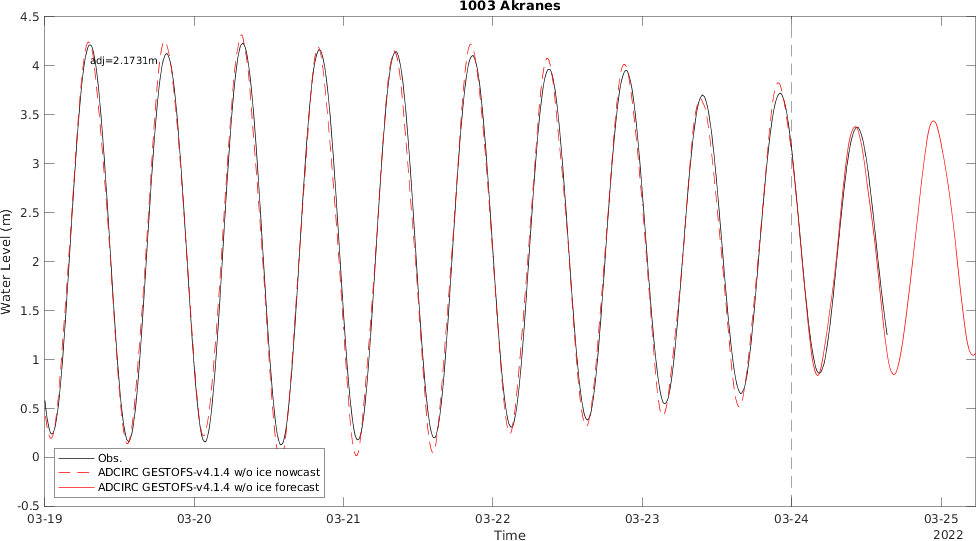 1003 Akranes
4.5
4
3.5
3
2.5
2
1.5
1
0.5
0
-0.5
Water Level (m)
adj=2.1731m
Obs.
ADCIRC GESTOFS-v4.1.4 w/o ice nowcast
ADCIRC GESTOFS-v4.1.4 w/o ice forecast
03-19 03-20 03-21 03-22 03-23 03-24 03-25
Time
2022